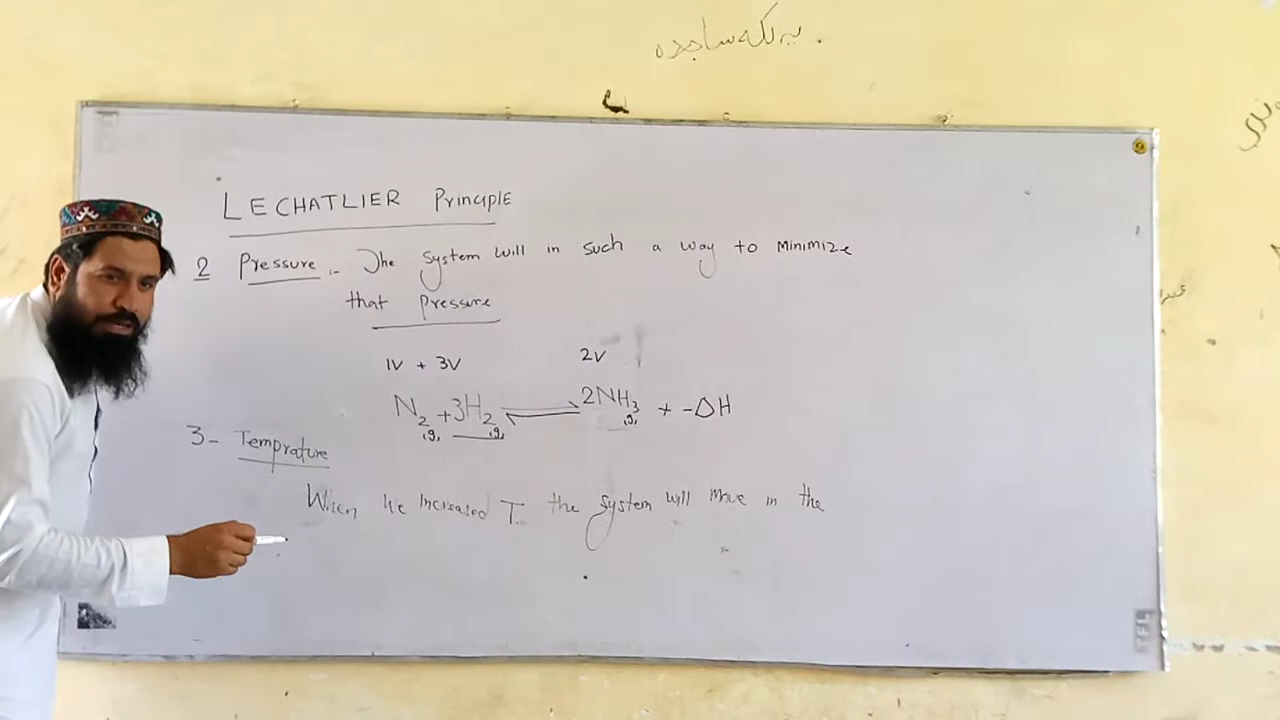 LECHATLIER Principle
2 Pressure :- The System will in such a way to Minimize
that Pressure
1V + 3V 2V
N₂(g) + 3H₂(g) ⇌ 2NH₃(g) + -ΔH
3- Temprature
When We Increased T. the System will Move in the